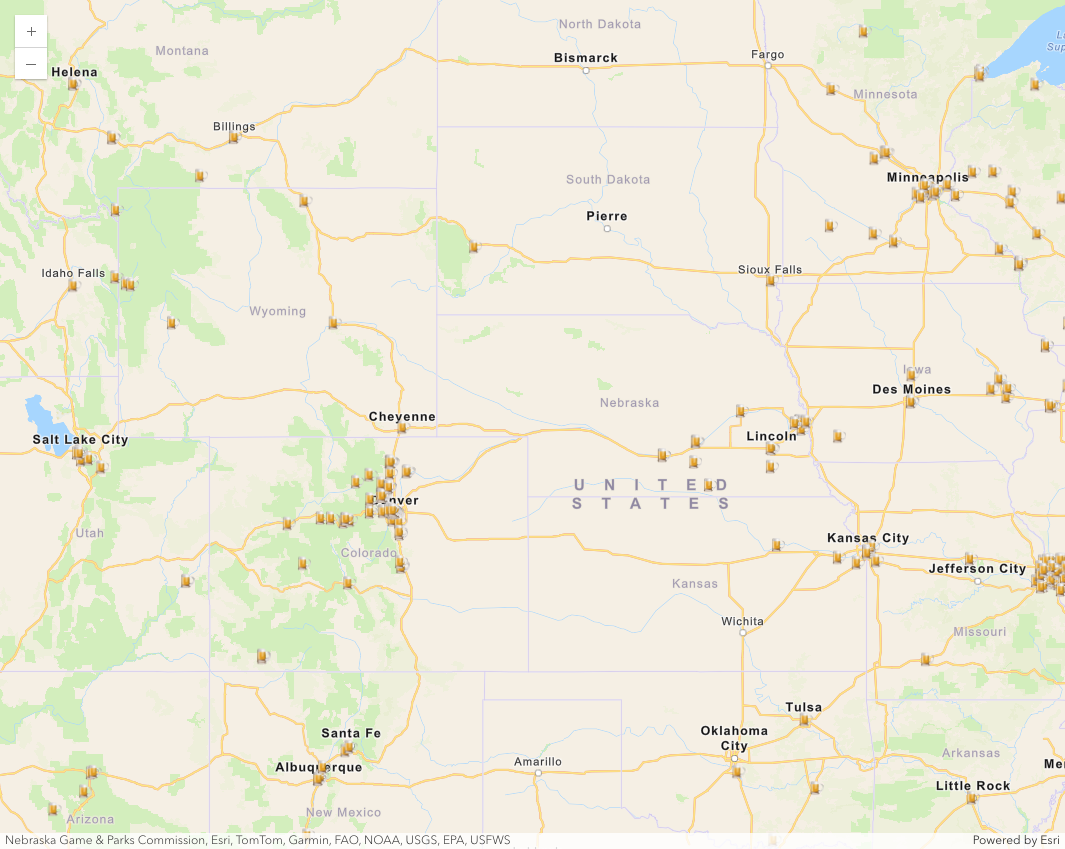 +
−
North Dakota
Montana
Bismarck
Fargo
Helena
Minnesota
Billings
South Dakota
Minneapolis
Pierre
Idaho Falls
Sioux Falls
Wyoming
Iowa
Des Moines
Nebraska
Cheyenne
Salt Lake City
Lincoln
UNITED
STATES
Denver
Utah
Colorado
Kansas City
Jefferson City
Kansas
Wichita
Missouri
Tulsa
Santa Fe
Oklahoma
City
Arkansas
Albuquerque
Amarillo
Little Rock
New Mexico
Arizona
Nebraska Game & Parks Commission, Esri, TomTom, Garmin, FAO, NOAA, USGS, EPA, USFWS
Powered by Esri